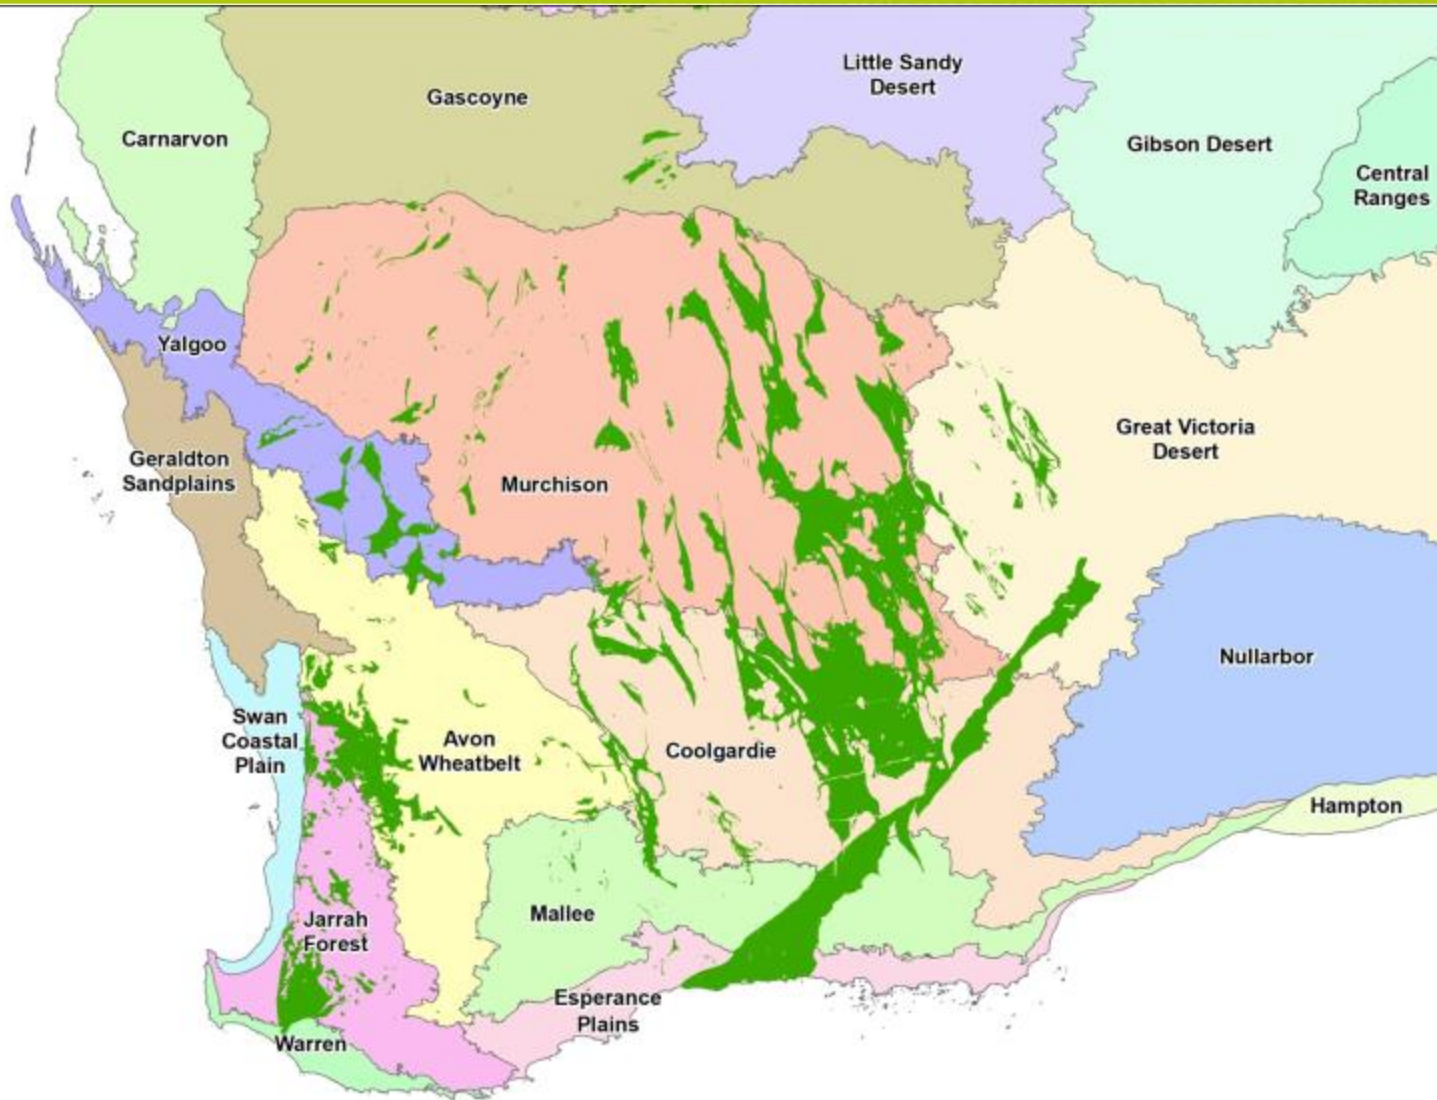 Little Sandy
Desert
Gascoyne
Carnarvon
Gibson Desert
Central
Ranges
Yalgoo
Great Victoria
Desert
Geraldton
Sandplains
Murchison
Nullarbor
Swan
Coastal
Plain
Avon
Wheatbelt
Coolgardie
Hampton
Mallee
Jarrah
Forest
Esperance
Plains
Warren